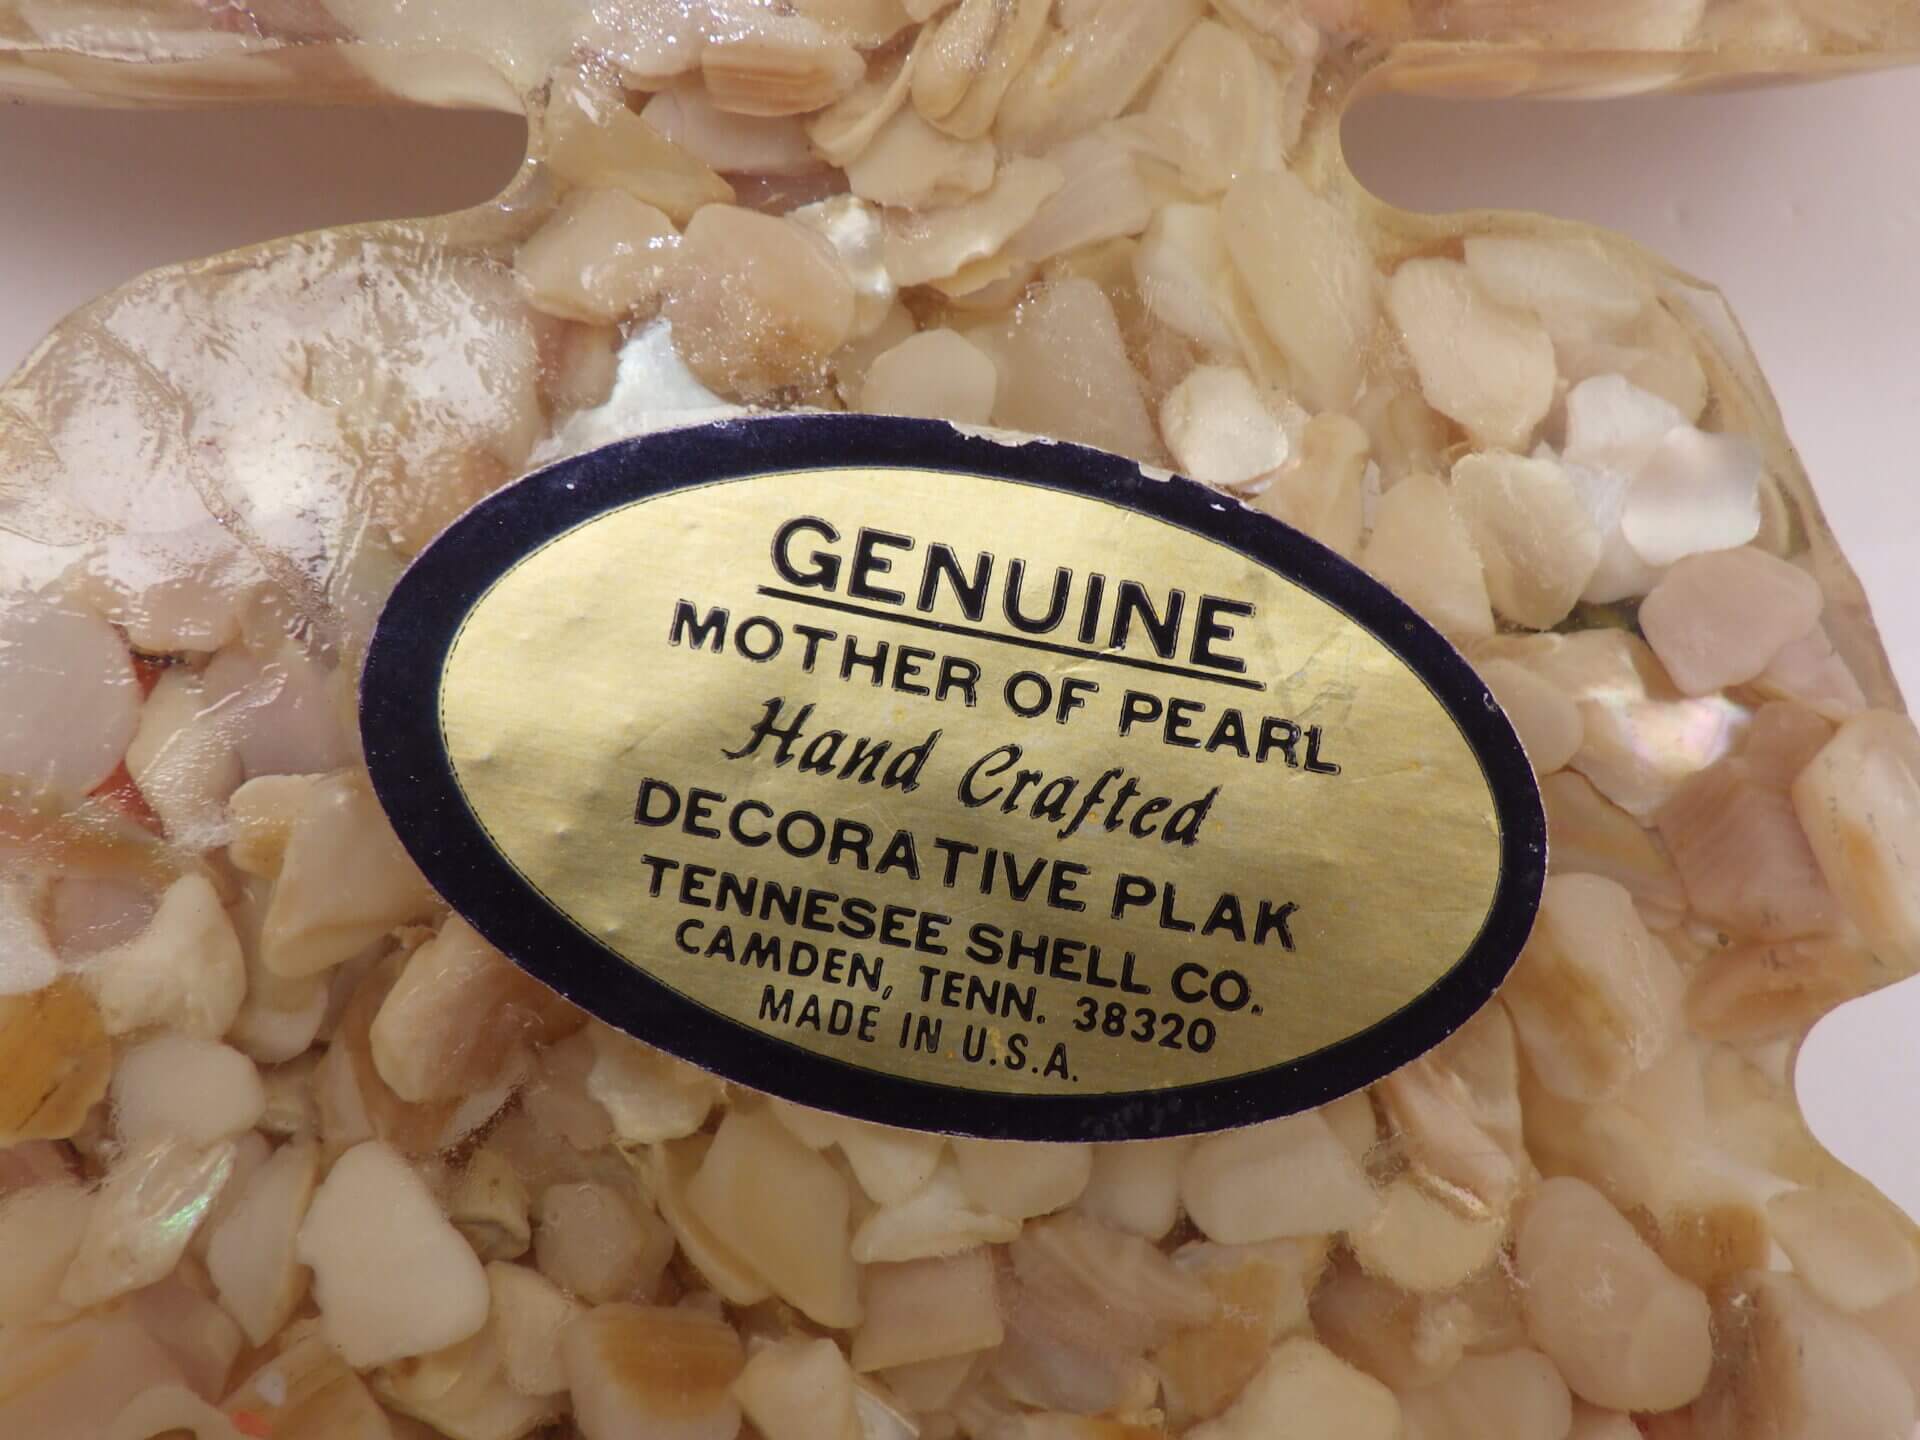 GENUINE
MOTHER OF PEARL
Hand Crafted
DECORATIVE PLAK
TENNESEE SHELL CO.
CAMDEN, TENN. 38320
MADE IN U.S.A.